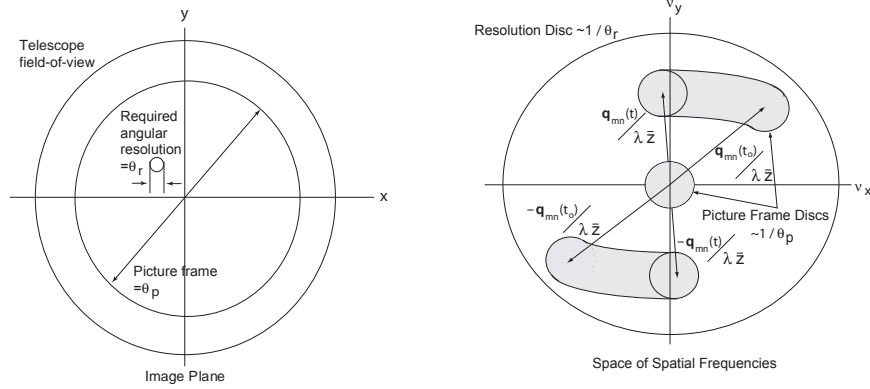 y
Telescope
field-of-view
Required
angular
resolution
=θr
x
Picture frame
=θp
Image Plane
νy
Resolution Disc ~1 / θr
qmn(t)
/ λ z̄
qmn(to)
/ λ z̄
νx
−qmn(to)
/ λ z̄
Picture Frame Discs
~1 / θp
−qmn(t)
/ λ z̄
Space of Spatial Frequencies